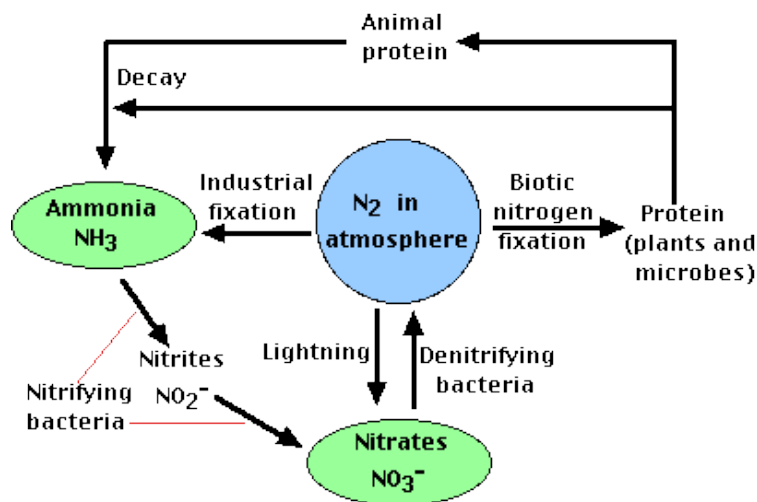 Animal
protein
Decay
Industrial
fixation
N₂ in
atmosphere
Biotic
nitrogen
fixation
Protein
(plants and
microbes)
Ammonia
NH₃
Lightning
Denitrifying
bacteria
Nitrites
NO₂⁻
Nitrifying
bacteria
Nitrates
NO₃⁻